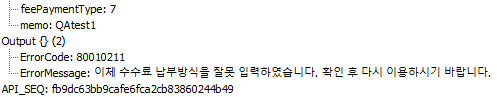 feePaymentType: 7
memo: QAtest1
Output {} (2)
ErrorCode: 80010211
ErrorMessage: 이체 수수료 납부방식을 잘못 입력하였습니다. 확인 후 다시 이용하시기 바랍니다.
API_SEQ: fb9dc63bb9cafe6fca2cb83860244b49